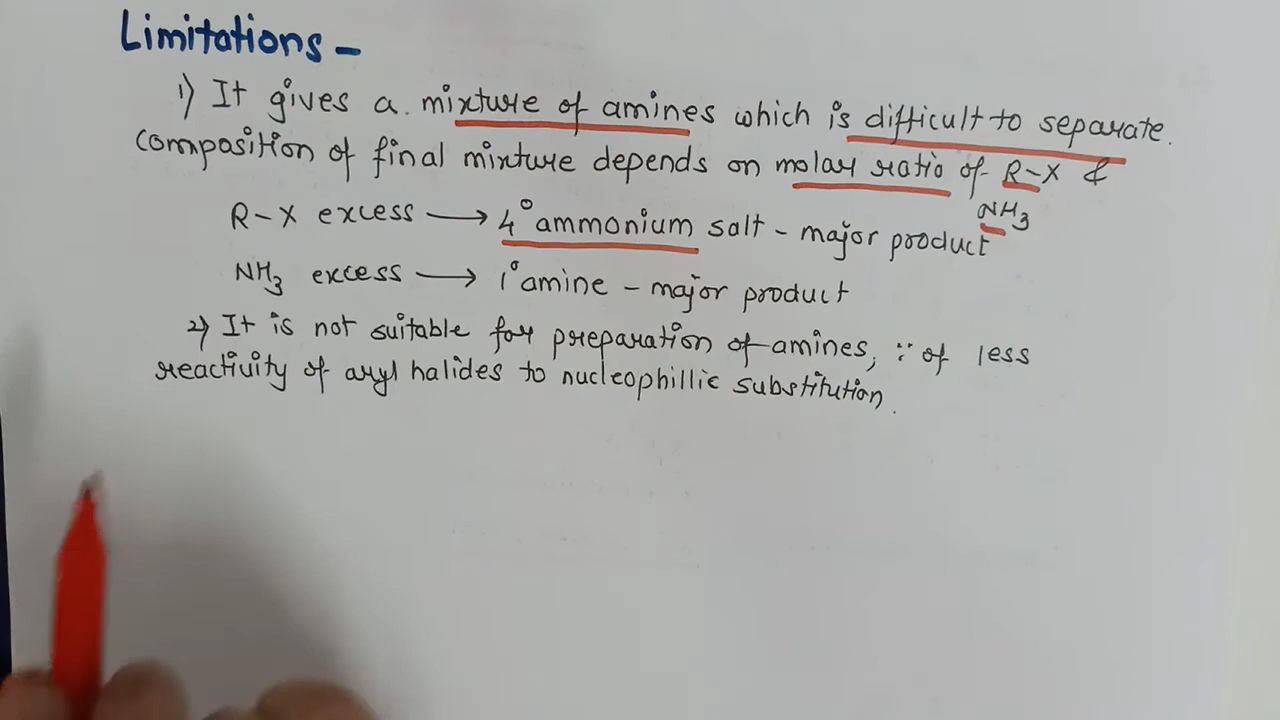 Limitations -
1) It gives a mixture of amines which is difficult to separate.
composition of final mixture depends on molar ratio of R-X &
NH₃
R-X excess → 4° ammonium salt - major product
NH₃ excess → 1° amine - major product
2) It is not suitable for preparation of amines, ∵ of less
reactivity of aryl halides to nucleophillic substitution.